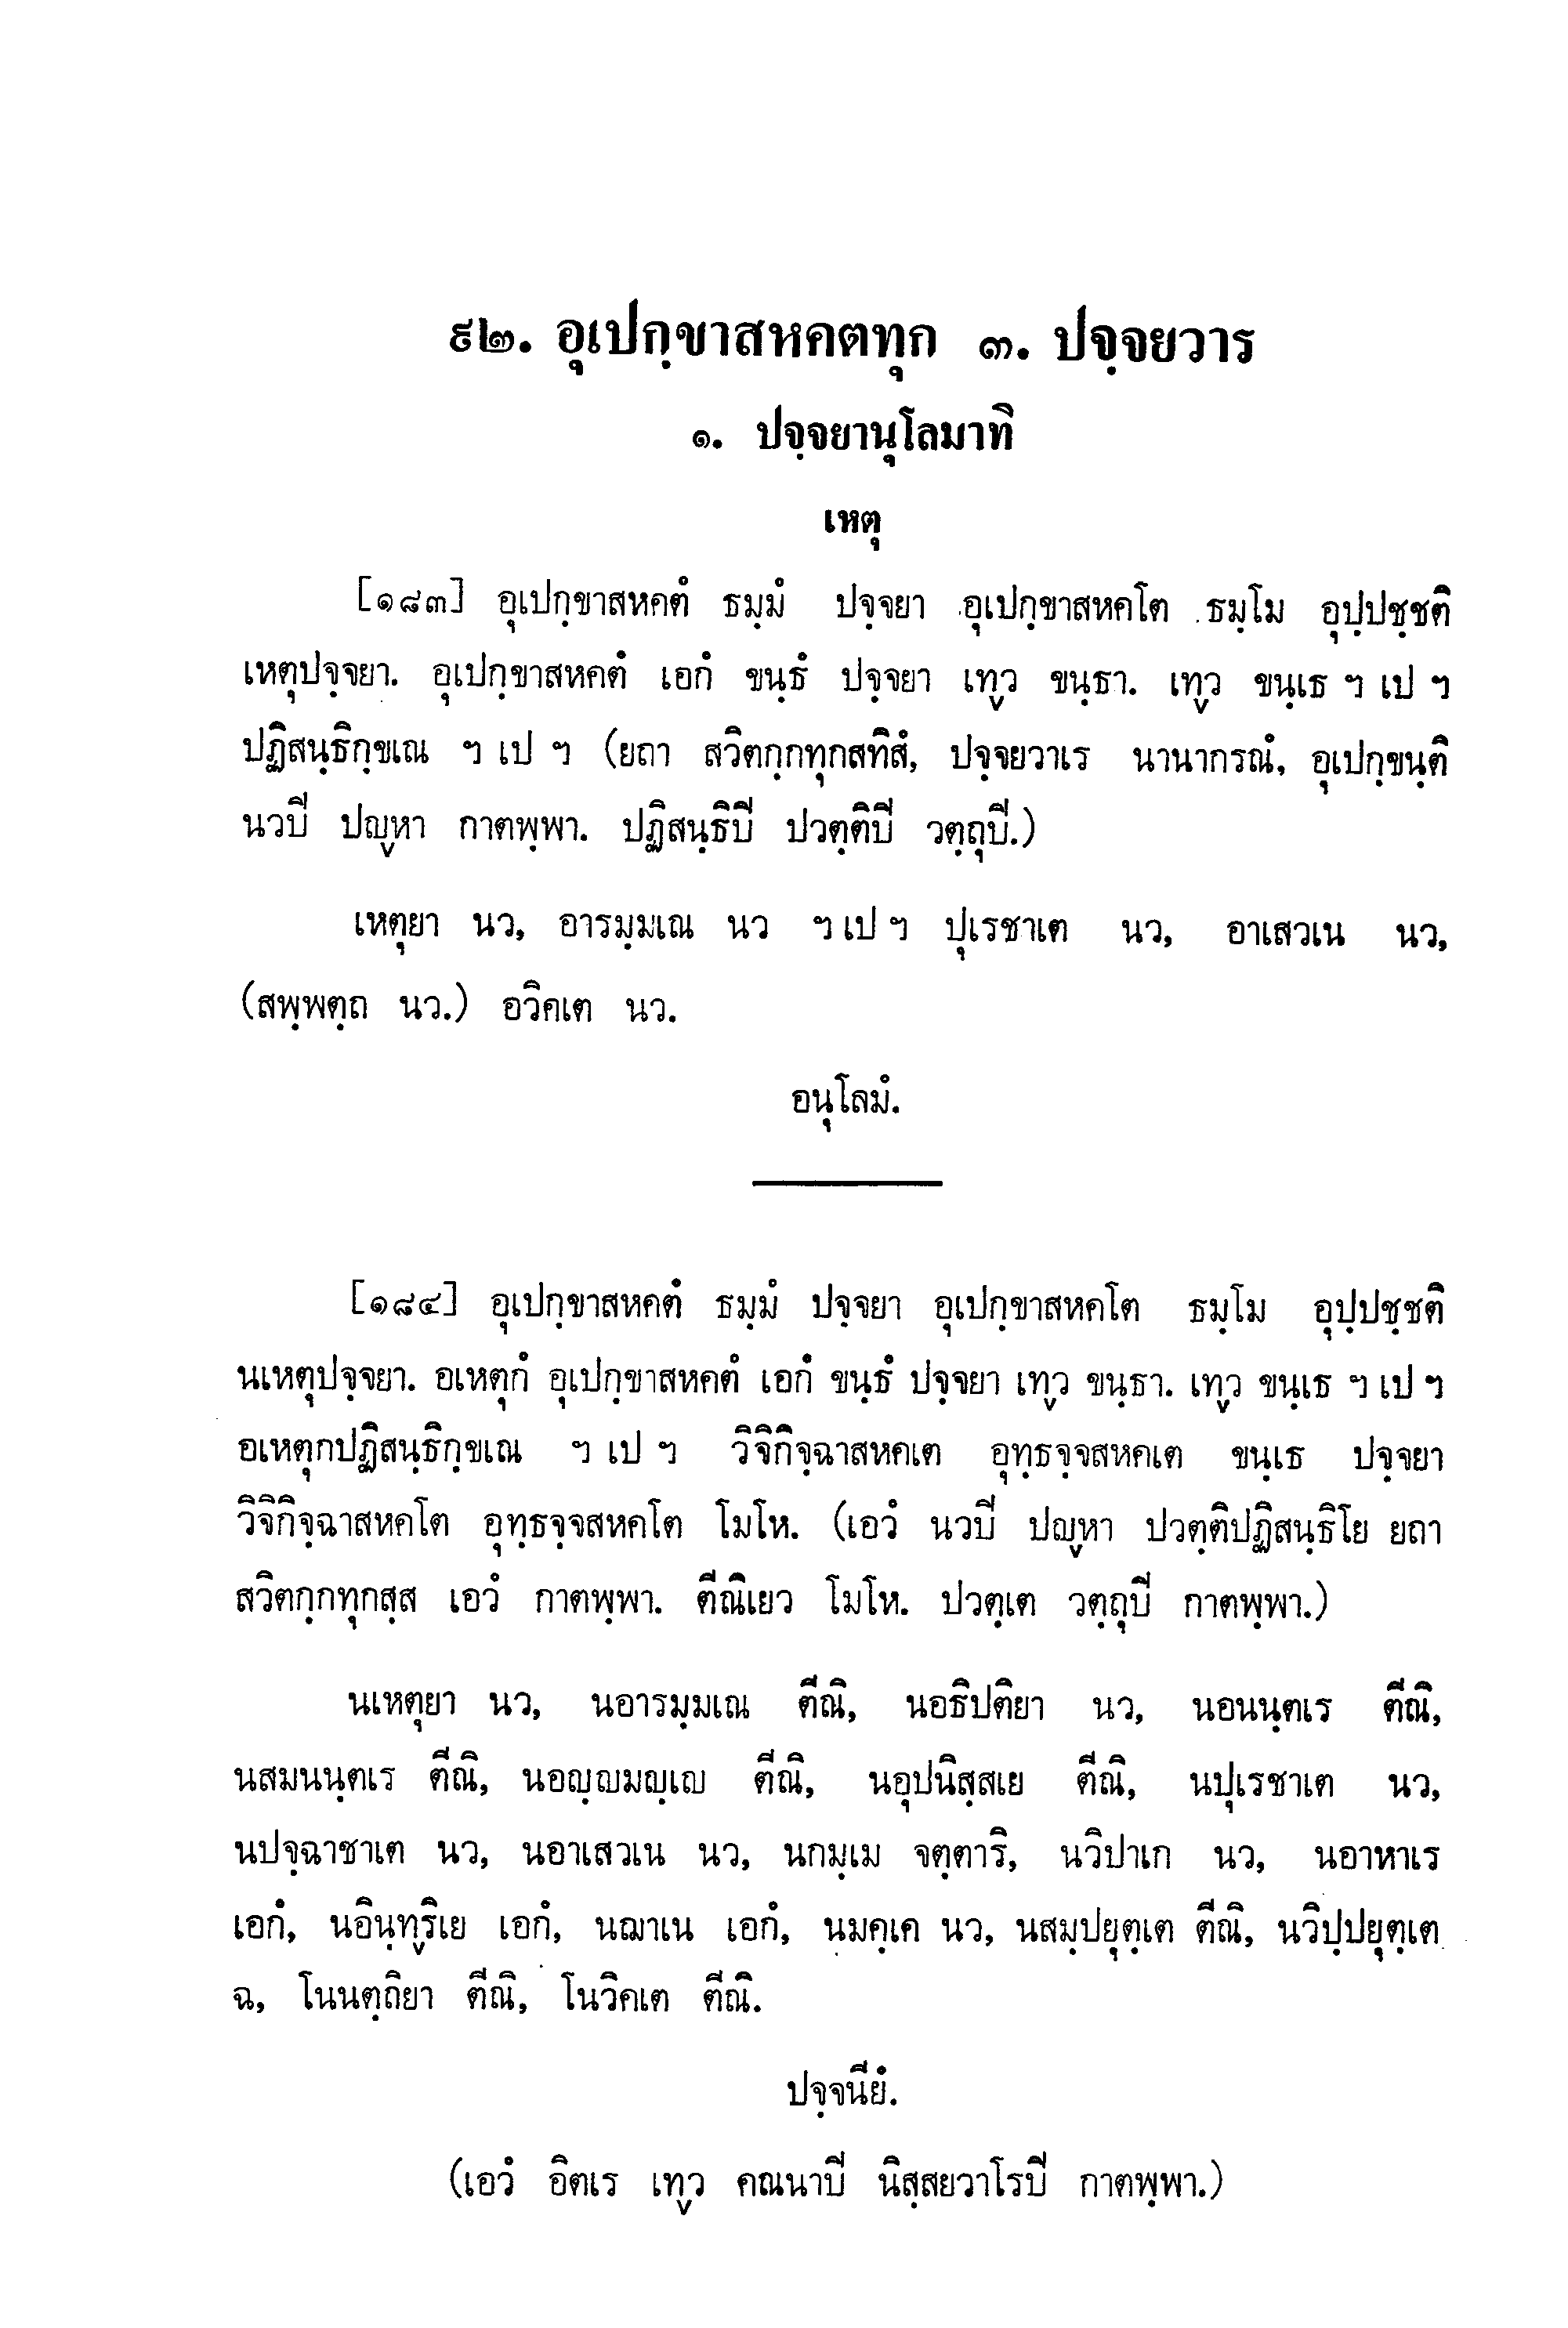 ๙๒. อุเปกฺขาสหคตทุก ๓. ปจฺจยวาร
๑. ปจฺจยานุโลมาทิ
เหตุ
[๑๘๓] อุเปกฺขาสหคตํ ธมฺมํ ปจฺจยา อุเปกฺขาสหคโต ธมฺโม อุปฺปชฺชติ
เหตุปจฺจยา. อุเปกฺขาสหคตํ เอกํ ขนฺธํ ปจฺจยา เทฺว ขนฺธา. เทฺว ขนฺเธ ฯ เป ฯ
ปฏิสนฺธิกฺขเณ ฯ เป ฯ (ยถา สวิตกฺกทุกสทิสํ, ปจฺจยวาเร นานากรณํ, อุเปกฺขนฺติ
นวปิ ปญฺหา กาตพฺพา. ปฏิสนฺธิปิ ปวตฺติปิ วตฺถุปิ.)
เหตุยา นว, อารมฺมเณ นว ฯ เป ฯ ปุเรชาเต นว, อาเสวเน นว,
(สพฺพตฺถ นว.) อวิคเต นว.
อนุโลมํ.
[๑๘๔] อุเปกฺขาสหคตํ ธมฺมํ ปจฺจยา อุเปกฺขาสหคโต ธมฺโม อุปฺปชฺชติ
นเหตุปจฺจยา. อเหตุกํ อุเปกฺขาสหคตํ เอกํ ขนฺธํ ปจฺจยา เทฺว ขนฺธา. เทฺว ขนฺเธ ฯ เป ฯ
อเหตุกปฏิสนฺธิกฺขเณ ฯ เป ฯ วิจิกิจฺฉาสหคเต อุทฺธจฺจสหคเต ขนฺเธ ปจฺจยา
วิจิกิจฺฉาสหคโต อุทฺธจฺจสหคโต โมโห. (เอวํ นวปิ ปญฺหา ปวตฺติปฏิสนฺธิโย ยถา
สวิตกฺกทุกสฺส เอวํ กาตพฺพา. ตีณิเยว โมโห. ปวตฺเต วตฺถุปิ กาตพฺพา.)
นเหตุยา นว, นอารมฺมเณ ตีณิ, นอธิปติยา นว, นอนนฺตเร ตีณิ,
นสมนนฺตเร ตีณิ, นอญฺญมญฺเญ ตีณิ, นอุปนิสฺสเย ตีณิ, นปุเรชาเต นว,
นปจฺฉาชาเต นว, นอาเสวเน นว, นกมฺเม จตฺตาริ, นวิปาเก นว, นอาหาเร
เอกํ, นอินฺทฺริเย เอกํ, นฌาเน เอกํ, นมคฺเค นว, นสมฺปยุตฺเต ตีณิ, นวิปฺปยุตฺเต
ฉ, โนนตฺถิยา ตีณิ, โนวิคเต ตีณิ.
ปจฺจนียํ.
(เอวํ อิตเร เทฺว คณนาปิ นิสฺสยวาโรปิ กาตพฺพา.)